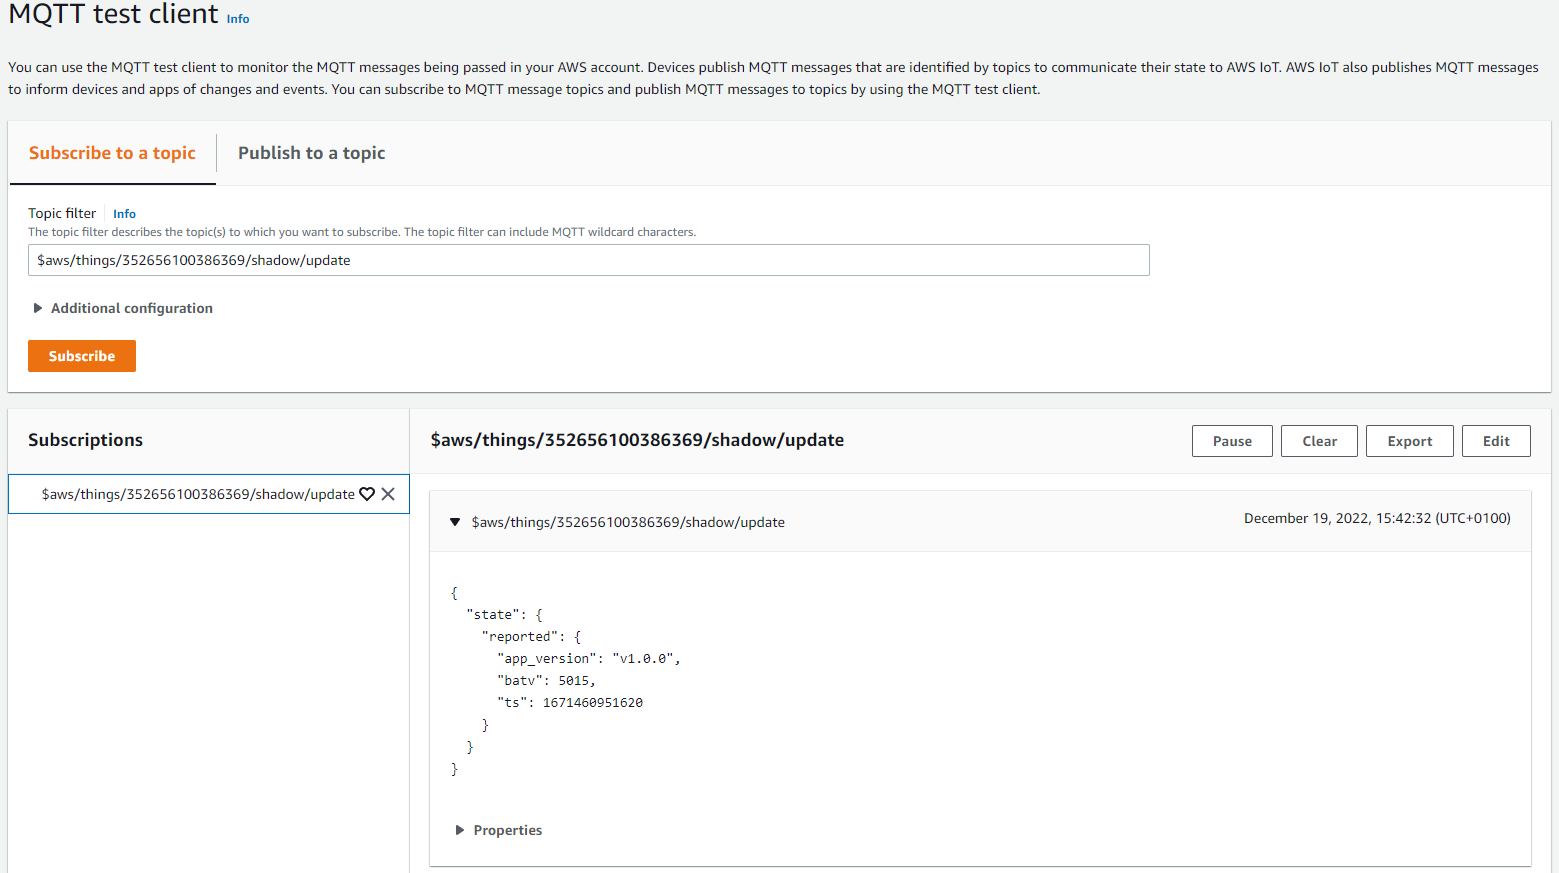 MQTT test client Info
You can use the MQTT test client to monitor the MQTT messages being passed in your AWS account. Devices publish MQTT messages that are identified by topics to communicate their state to AWS IoT. AWS IoT also publishes MQTT messages
to inform devices and apps of changes and events. You can subscribe to MQTT message topics and publish MQTT messages to topics by using the MQTT test client.
Subscribe to a topic
Publish to a topic
Topic filter
Info
The topic filter describes the topic(s) to which you want to subscribe. The topic filter can include MQTT wildcard characters.
$aws/things/352656100386369/shadow/update
Additional configuration
Subscribe
Subscriptions
$aws/things/352656100386369/shadow/update
$aws/things/352656100386369/shadow/update
Pause
Clear
Export
Edit
$aws/things/352656100386369/shadow/update
December 19, 2022, 15:42:32 (UTC+0100)
{
  "state": {
    "reported": {
      "app_version": "v1.0.0",
      "batv": 5015,
      "ts": 1671460951620
    }
  }
}
Properties